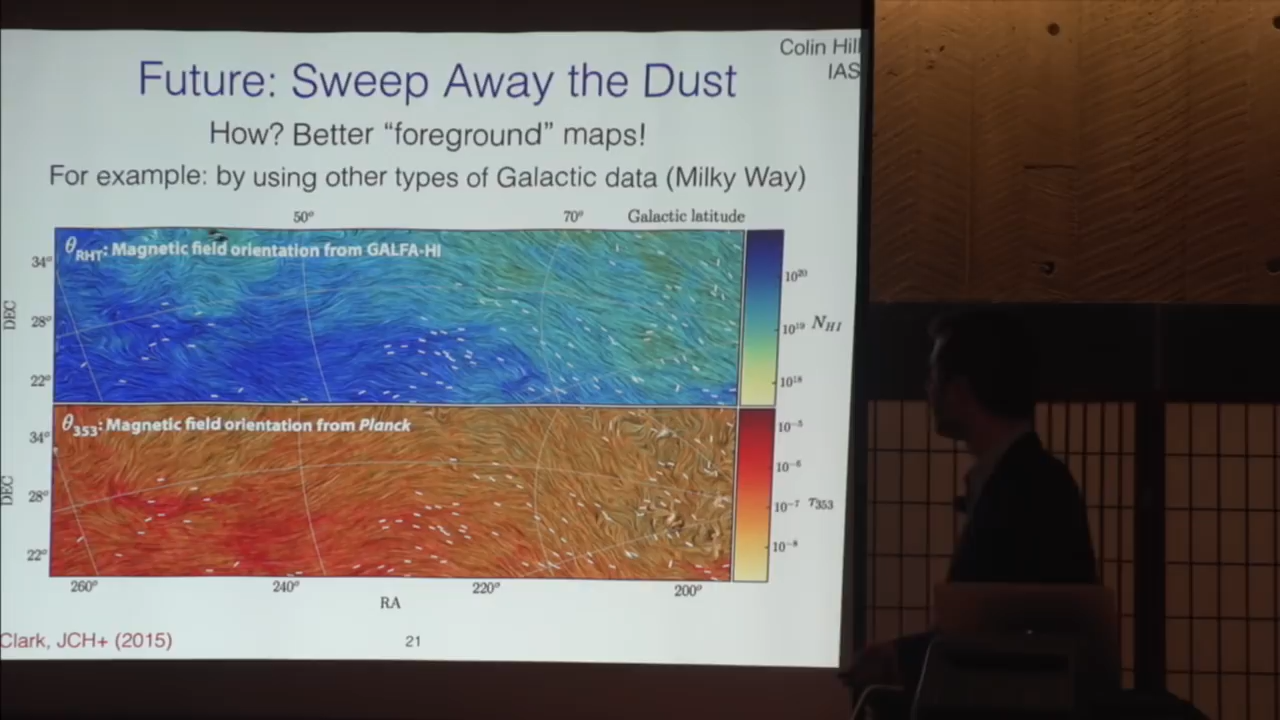 Colin Hill
IAS
Future: Sweep Away the Dust
How? Better “foreground” maps!
For example: by using other types of Galactic data (Milky Way)
50° 70° Galactic latitude
θRHT: Magnetic field orientation from GALFA-HI
34°
28°
22°
DEC
10²⁰
10¹⁹ NHI
10¹⁸
θ353: Magnetic field orientation from Planck
34°
28°
22°
DEC
10⁻⁵
10⁻⁶
10⁻⁷ τ353
10⁻⁸
260° 240° 220° 200°
RA
Clark, JCH+ (2015)
21